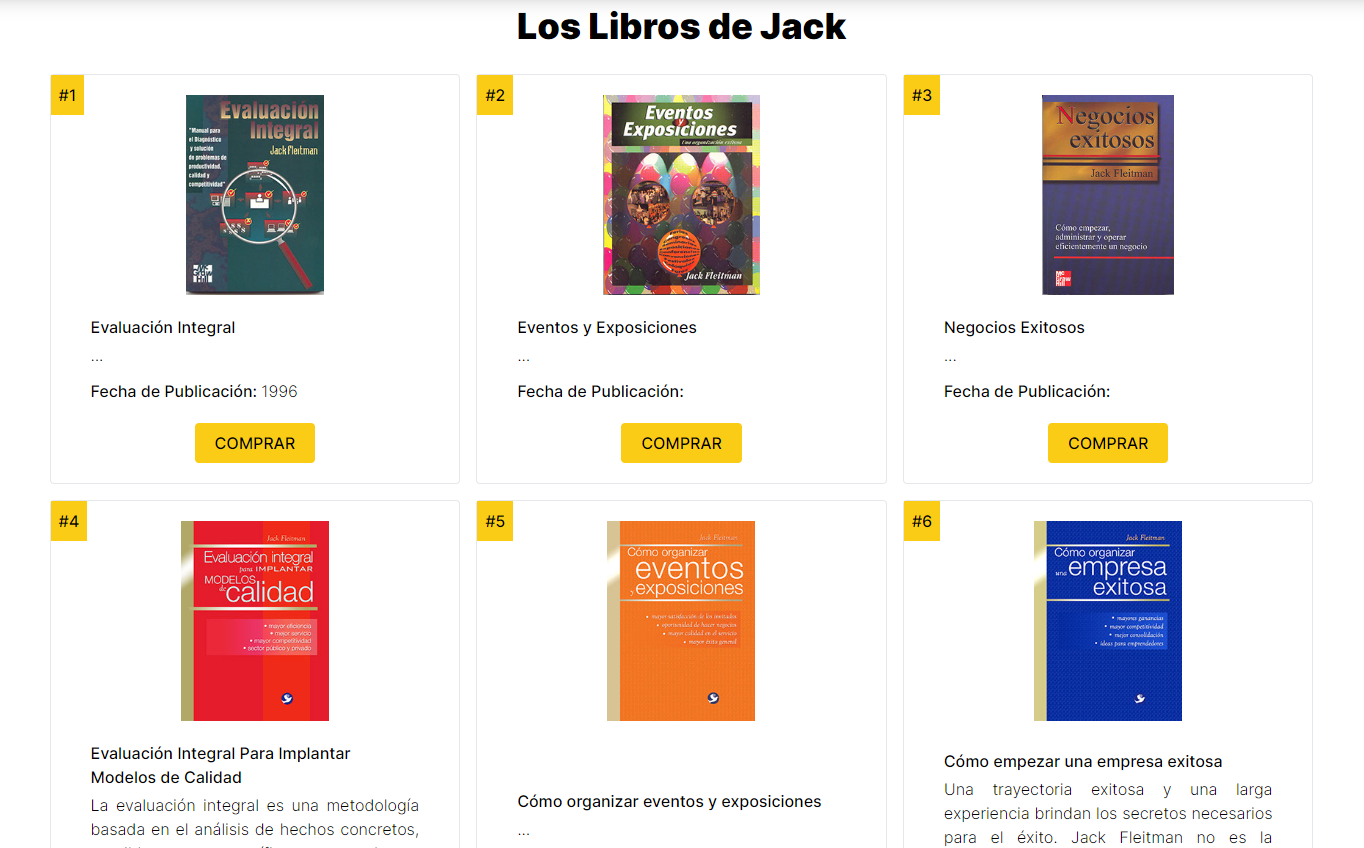 Los Libros de Jack
#1
Evaluación
Integral
"Manual para
el Diagnóstico
y solución
de problemas de
productividad,
calidad y
competitividad"
Jack Fleitman
Mc
Graw
Hill
Evaluación Integral
...
Fecha de Publicación: 1996
COMPRAR
#2
Eventos
y
Exposiciones
Una organización exitosa
Jack Fleitman
Eventos y Exposiciones
...
Fecha de Publicación:
COMPRAR
#3
Negocios
exitosos
Jack Fleitman
Cómo empezar,
administrar y operar
eficientemente un negocio
Mc
Graw
Hill
Negocios Exitosos
...
Fecha de Publicación:
COMPRAR
#4
Jack Fleitman
Evaluación integral
para IMPLANTAR
MODELOS
de calidad
• mayor eficiencia
• mejor servicio
• mayor competitividad
• sector público y privado
Evaluación Integral Para Implantar
Modelos de Calidad
La evaluación integral es una metodología
basada en el análisis de hechos concretos,
#5
Jack Fleitman
Cómo organizar
eventos
y exposiciones
• mayor satisfacción de los invitados
• oportunidad de hacer negocios
• mayor calidad en el servicio
• mayor éxito general
Cómo organizar eventos y exposiciones
...
#6
Jack Fleitman
Cómo organizar
una empresa
exitosa
• mayores ganancias
• mayor competitividad
• mejor consolidación
• ideas para emprendedores
Cómo empezar una empresa exitosa
Una trayectoria exitosa y una larga
experiencia brindan los secretos necesarios
para el éxito. Jack Fleitman no es la